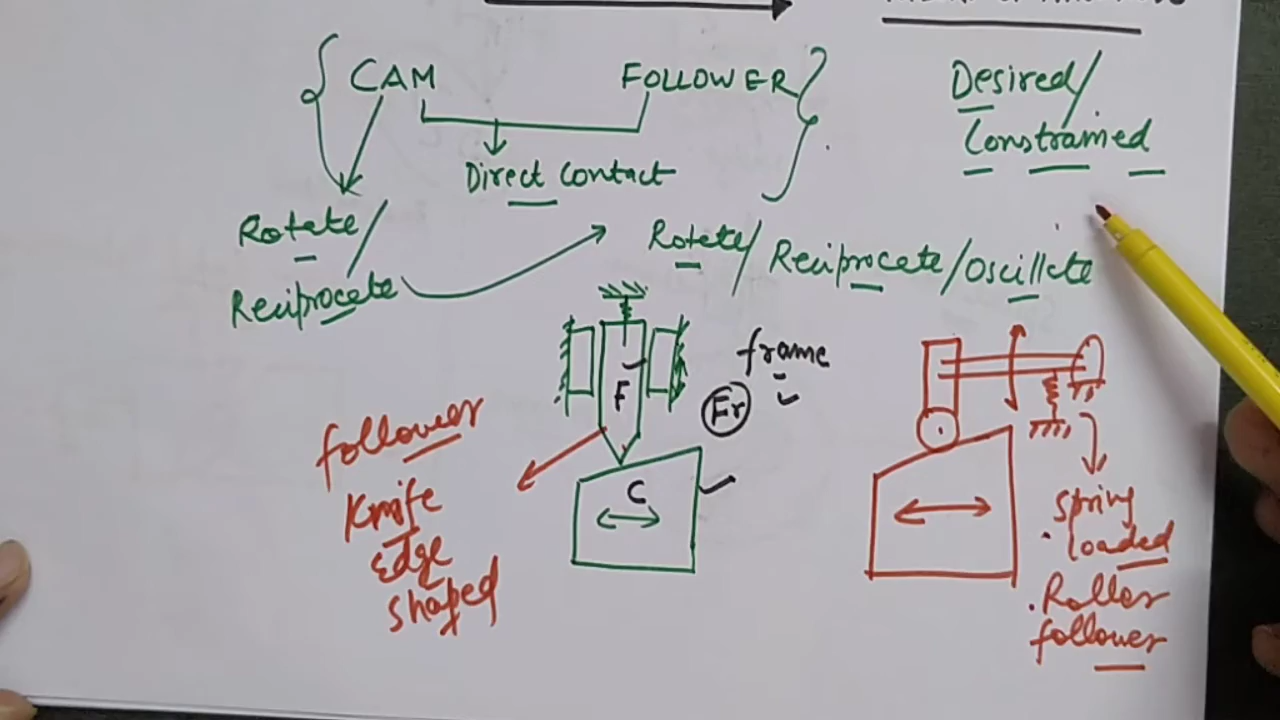 CAM FOLLOWER
Desired/
Constrained
Direct Contact
Rotate/
Reciprocate
Rotate/Reciprocate/Oscillate
frame
Fr
F
C
follower
Knife
Edge
Shaped
Spring
loaded
Roller
follower